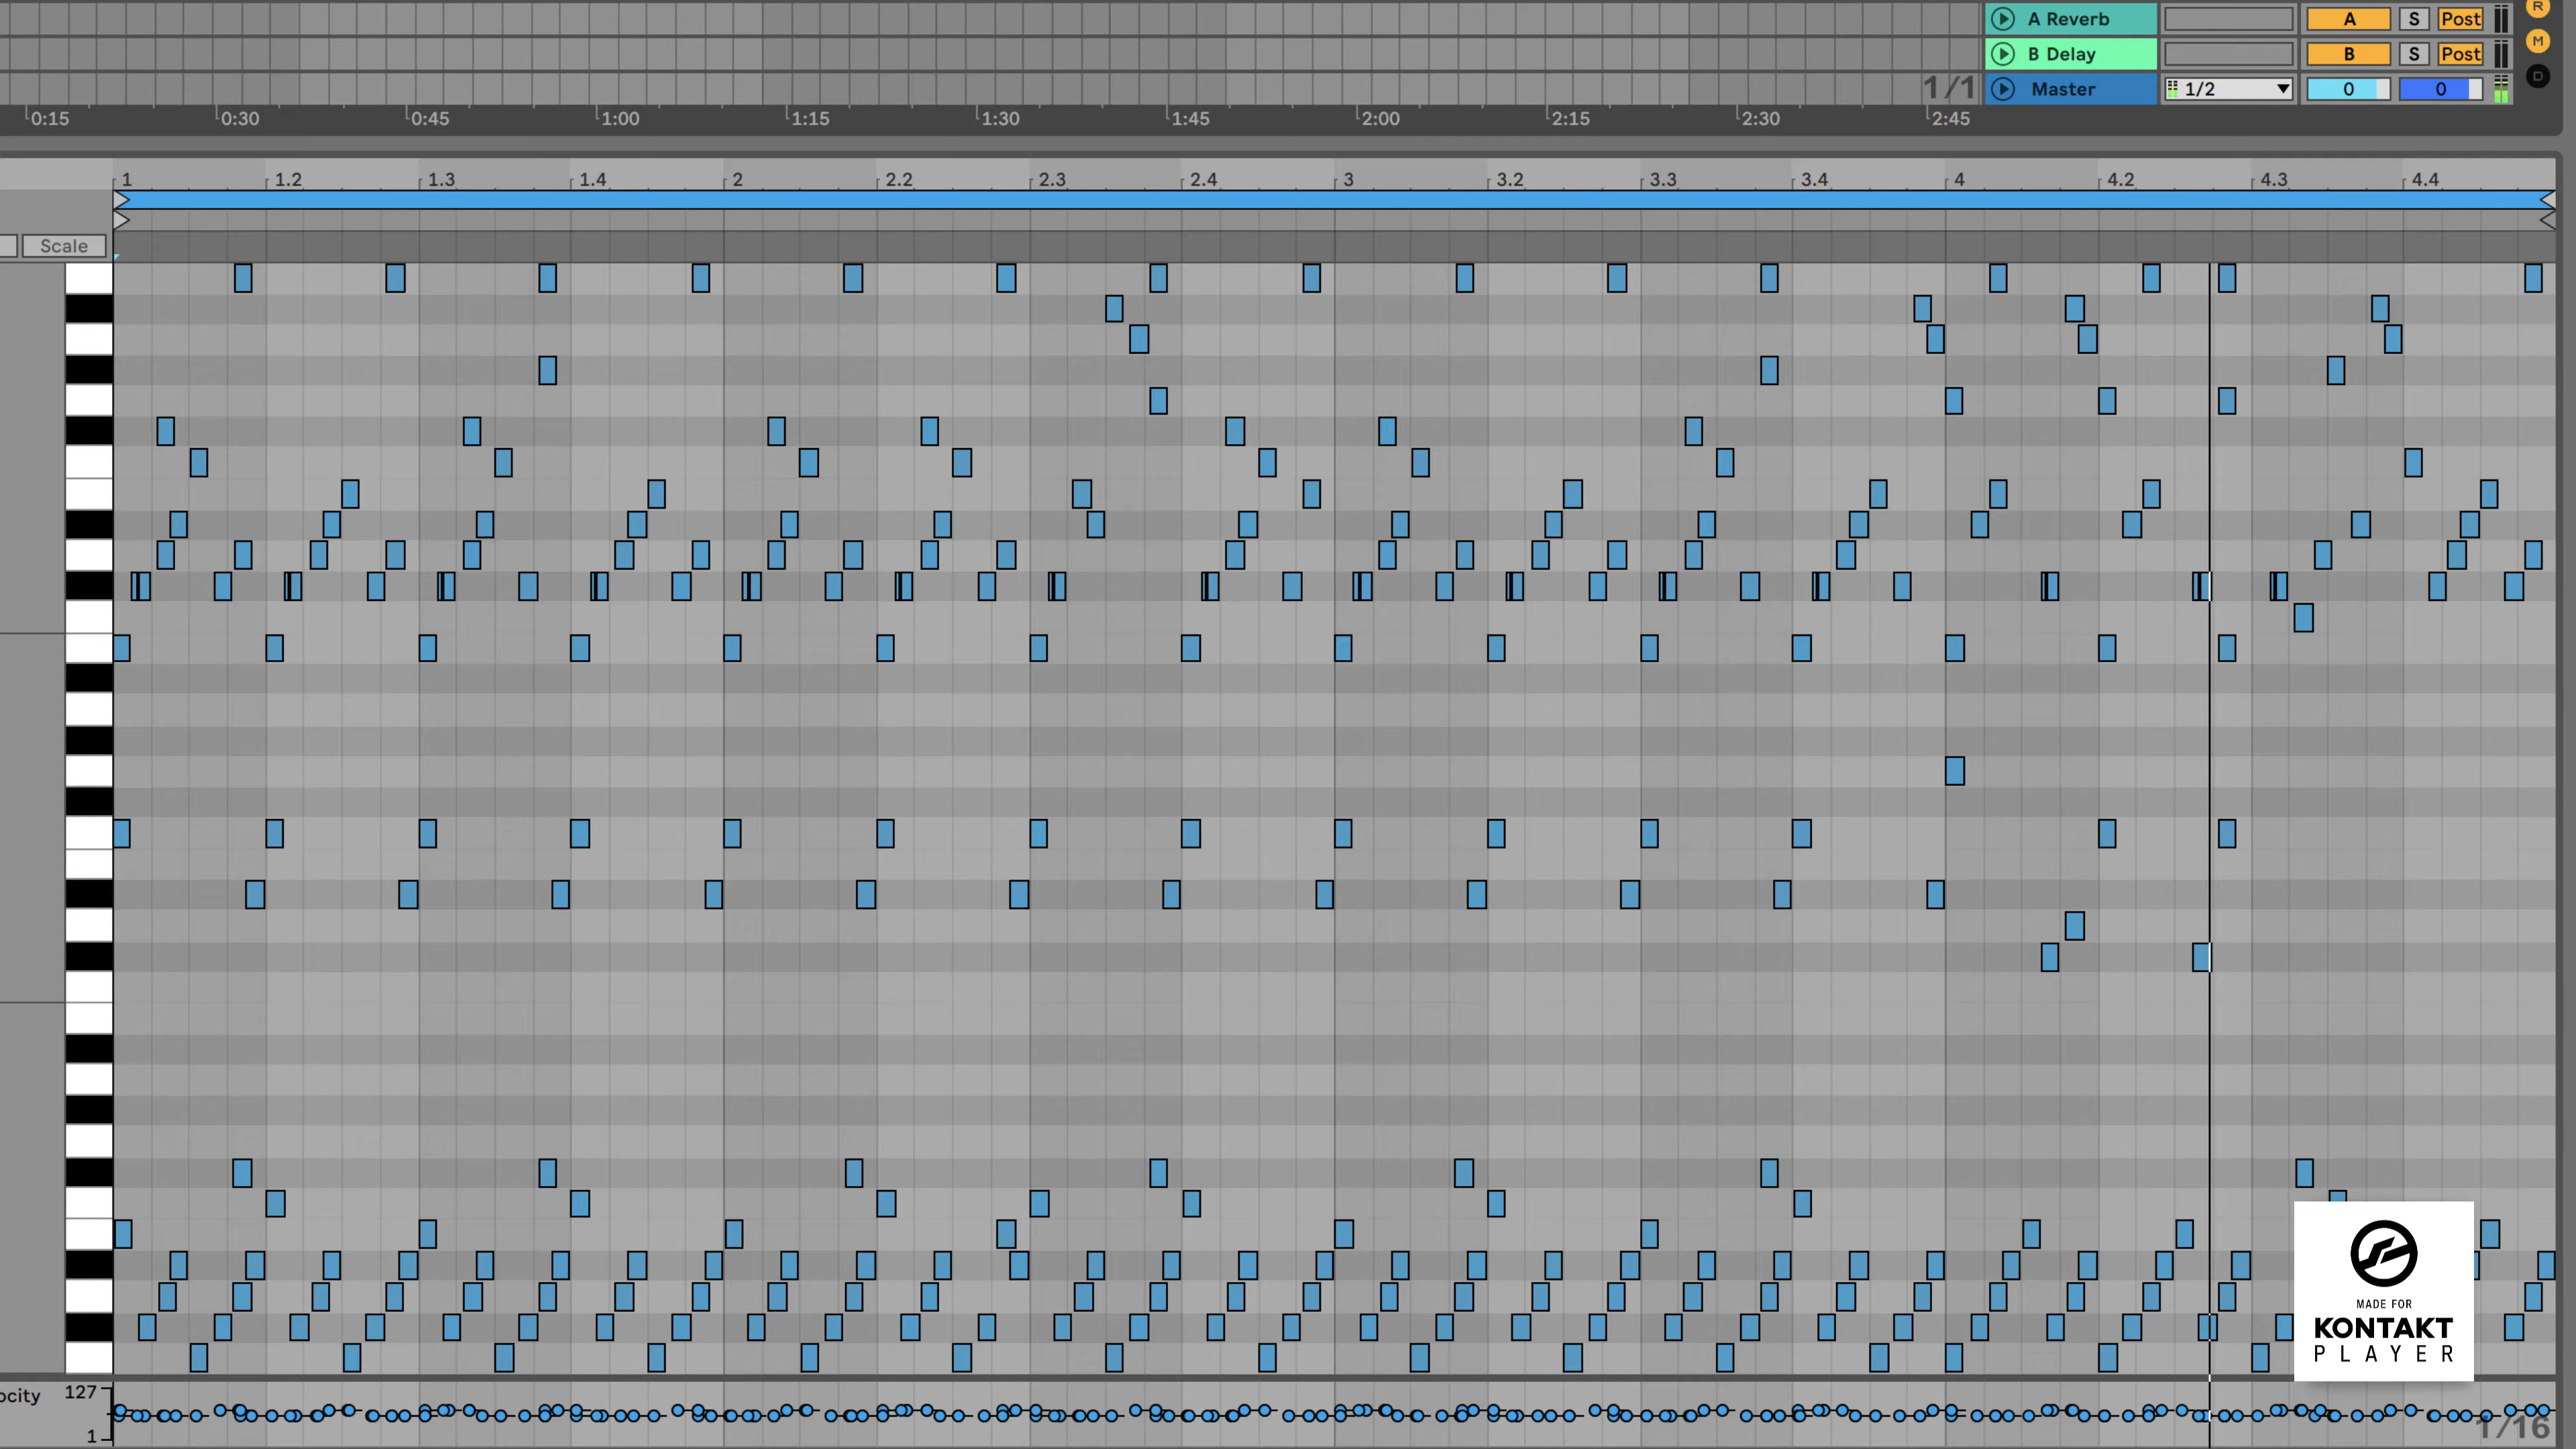 A Reverb A S Post R
B Delay B S Post M
1/1 Master 1/2 0 0 D
0:15 0:30 0:45 1:00 1:15 1:30 1:45 2:00 2:15 2:30 2:45
1 1.2 1.3 1.4 2 2.2 2.3 2.4 3 3.2 3.3 3.4 4 4.2 4.3 4.4
Scale
MADE FOR
KONTAKT
PLAYER
ocity 127
1
1/16